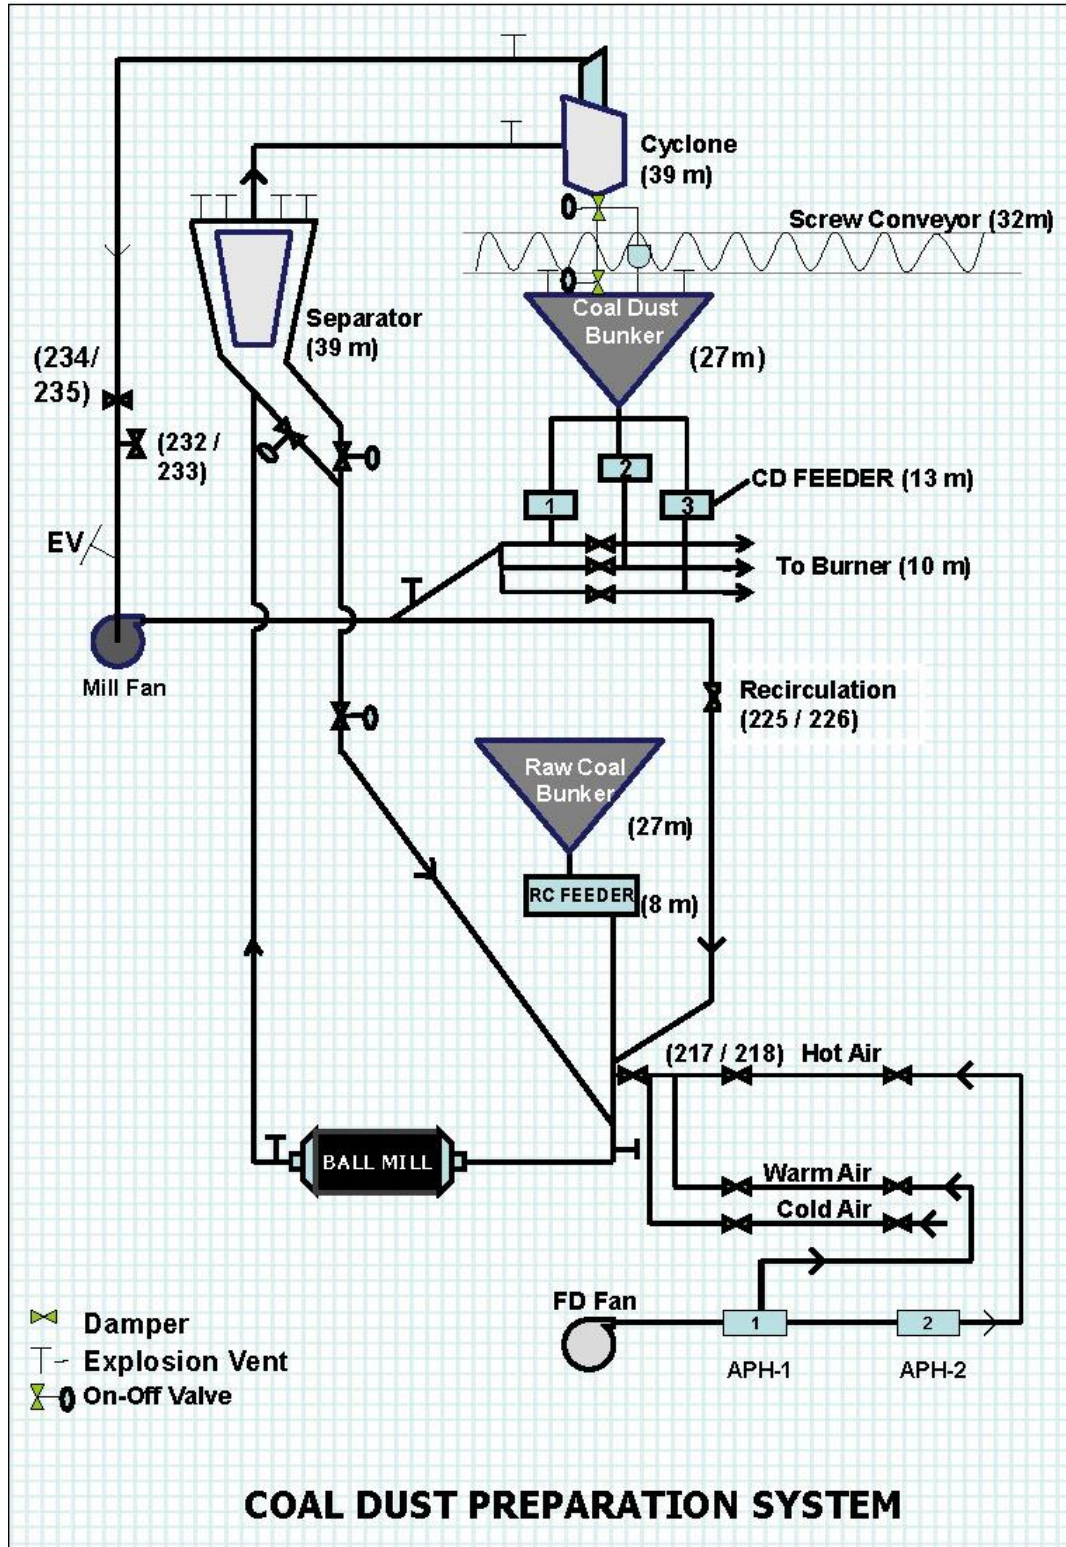 Cyclone
(39 m)
Screw Conveyor (32m)
Coal Dust
Bunker
(27m)
Separator
(39 m)
(234/
235)
(232 /
233)
2
1
3
CD FEEDER (13 m)
EV
To Burner (10 m)
Mill Fan
Recirculation
(225 / 226)
Raw Coal
Bunker
(27m)
RC FEEDER
(8 m)
(217 / 218) Hot Air
BALL MILL
Warm Air
Cold Air
FD Fan
1
2
APH-1
APH-2
Damper
Explosion Vent
On-Off Valve
COAL DUST PREPARATION SYSTEM